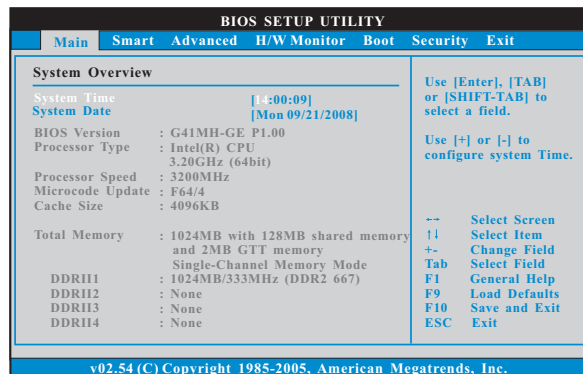 BIOS SETUP UTILITY
Main Smart Advanced H/W Monitor Boot Security Exit
System Overview
System Time [14:00:09]
System Date [Mon 09/21/2008]
BIOS Version : G41MH-GE P1.00
Processor Type : Intel(R) CPU
3.20GHz (64bit)
Processor Speed : 3200MHz
Microcode Update : F64/4
Cache Size : 4096KB
Total Memory : 1024MB with 128MB shared memory
and 2MB GTT memory
Single-Channel Memory Mode
DDRII1 : 1024MB/333MHz (DDR2 667)
DDRII2 : None
DDRII3 : None
DDRII4 : None
Use [Enter], [TAB]
or [SHIFT-TAB] to
select a field.
Use [+] or [-] to
configure system Time.
←→ Select Screen
↑↓ Select Item
+- Change Field
Tab Select Field
F1 General Help
F9 Load Defaults
F10 Save and Exit
ESC Exit
v02.54 (C) Copyright 1985-2005, American Megatrends, Inc.